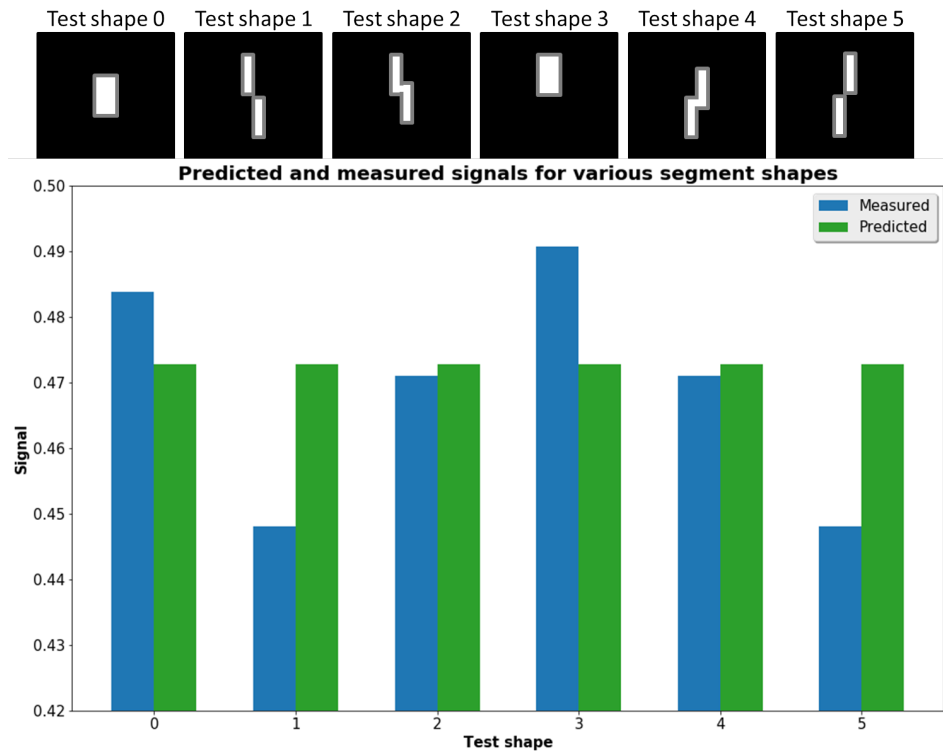 Test shape 0 Test shape 1 Test shape 2 Test shape 3 Test shape 4 Test shape 5
Predicted and measured signals for various segment shapes
0.50
Measured
Predicted
0.49
0.48
0.47
0.46
Signal
0.45
0.44
0.43
0.42
0 1 2 3 4 5
Test shape